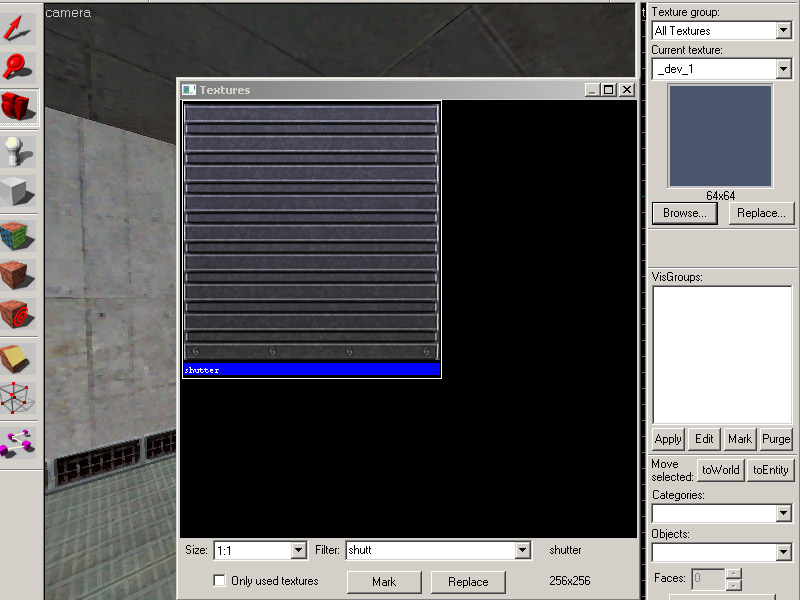 camera
Textures
shutter
Size:
1:1
Filter:
shutt
shutter
Only used textures
Mark
Replace
256x256
Texture group:
All Textures
Current texture:
_dev_1
64x64
Browse...
Replace...
VisGroups:
Apply
Edit
Mark
Purge
Move
selected:
toWorld
toEntity
Categories:
Objects:
Faces:
0